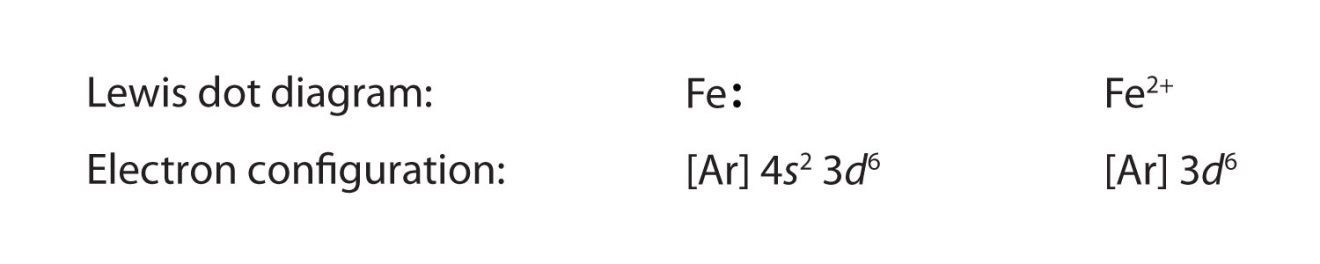 Lewis dot diagram: Fe: Fe²⁺
Electron configuration: [Ar] 4s² 3d⁶ [Ar] 3d⁶